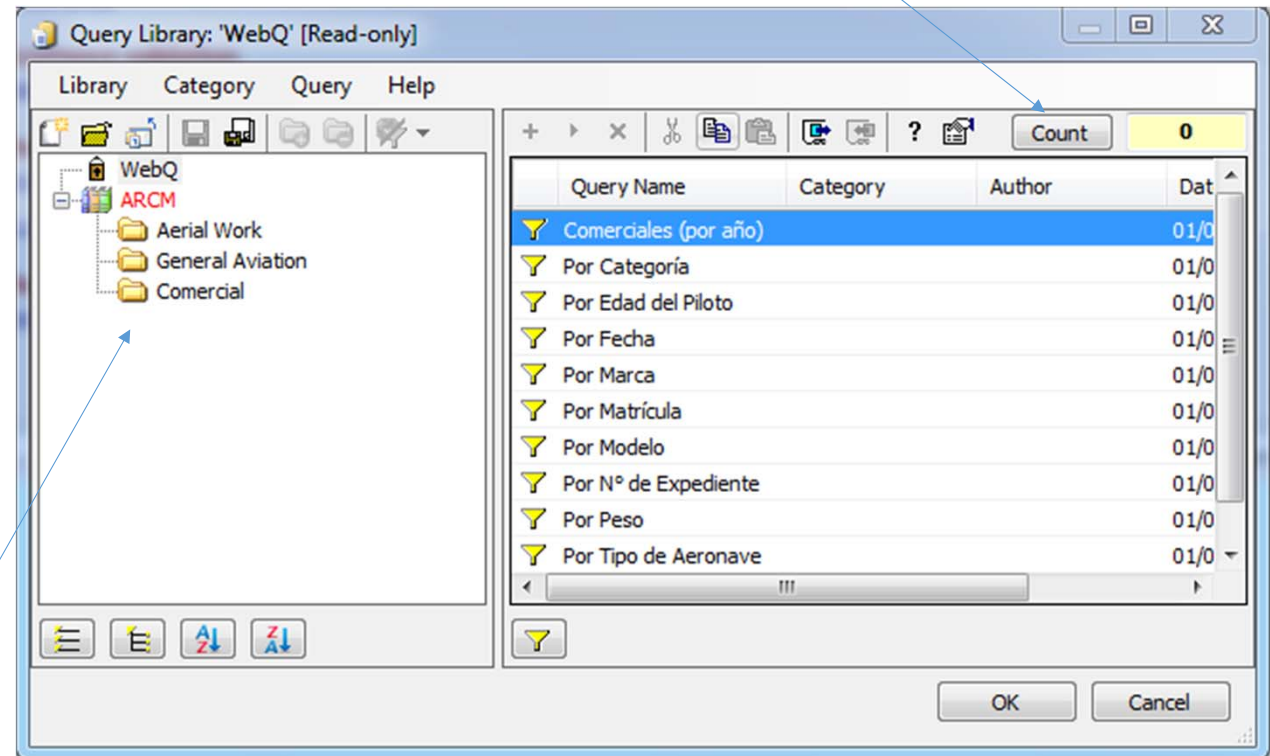 Query Library: 'WebQ' [Read-only]
Library Category Query Help
? Count 0
WebQ
ARCM
Aerial Work
General Aviation
Comercial
Query Name Category Author Dat
Comerciales (por año) 01/0
Por Categoría 01/0
Por Edad del Piloto 01/0
Por Fecha 01/0
Por Marca 01/0
Por Matrícula 01/0
Por Modelo 01/0
Por Nº de Expediente 01/0
Por Peso 01/0
Por Tipo de Aeronave 01/0
A Z Z A
OK Cancel